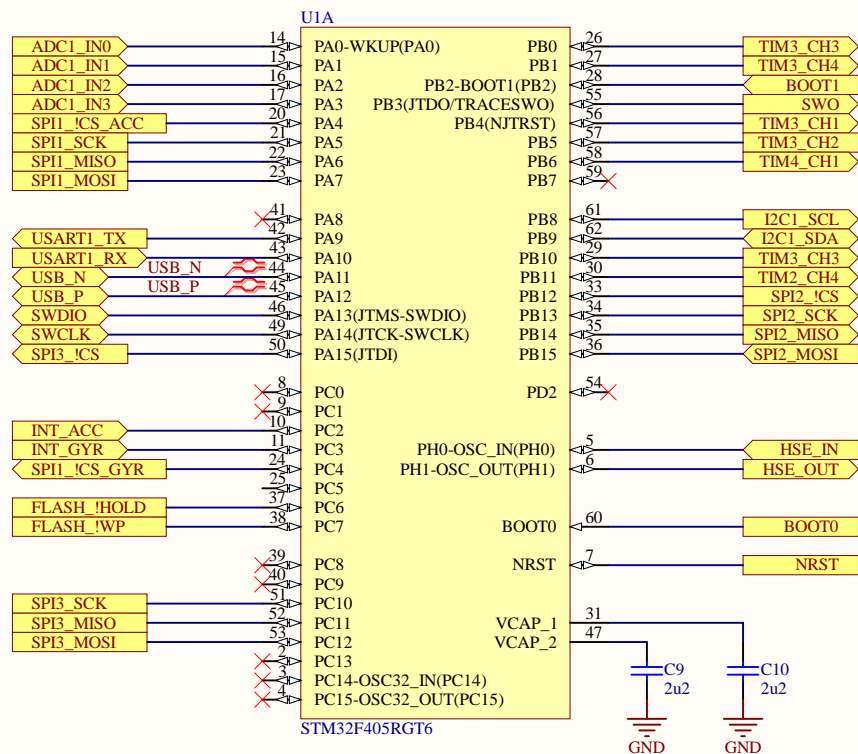 U1A
ADC1_IN0 14 PA0-WKUP(PA0) PB0 26 TIM3_CH3
ADC1_IN1 15 PA1 PB1 27 TIM3_CH4
ADC1_IN2 16 PA2 PB2-BOOT1(PB2) 28 BOOT1
ADC1_IN3 17 PA3 PB3(JTDO/TRACESWO) 55 SWO
SPI1_!CS_ACC 20 PA4 PB4(NJTRST) 56 TIM3_CH1
SPI1_SCK 21 PA5 PB5 57 TIM3_CH2
SPI1_MISO 22 PA6 PB6 58 TIM4_CH1
SPI1_MOSI 23 PA7 PB7 59
41 PA8 PB8 61 I2C1_SCL
USART1_TX 42 PA9 PB9 62 I2C1_SDA
USART1_RX 43 PA10 PB10 29 TIM3_CH3
USB_N USB_N 44 PA11 PB11 30 TIM2_CH4
USB_P USB_P 45 PA12 PB12 33 SPI2_!CS
SWDIO 46 PA13(JTMS-SWDIO) PB13 34 SPI2_SCK
SWCLK 49 PA14(JTCK-SWCLK) PB14 35 SPI2_MISO
SPI3_!CS 50 PA15(JTDI) PB15 36 SPI2_MOSI
8 PC0 PD2 54
9 PC1
INT_ACC 10 PC2
INT_GYR 11 PC3 PH0-OSC_IN(PH0) 5 HSE_IN
SPI1_!CS_GYR 24 PC4 PH1-OSC_OUT(PH1) 6 HSE_OUT
25 PC5
FLASH_!HOLD 37 PC6
FLASH_!WP 38 PC7 BOOT0 60 BOOT0
39 PC8 NRST 7 NRST
40 PC9
SPI3_SCK 51 PC10
SPI3_MISO 52 PC11 VCAP_1 31
SPI3_MOSI 53 PC12 VCAP_2 47
2 PC13
3 PC14-OSC32_IN(PC14) C9 C10
4 PC15-OSC32_OUT(PC15) 2u2 2u2
STM32F405RGT6
GND GND